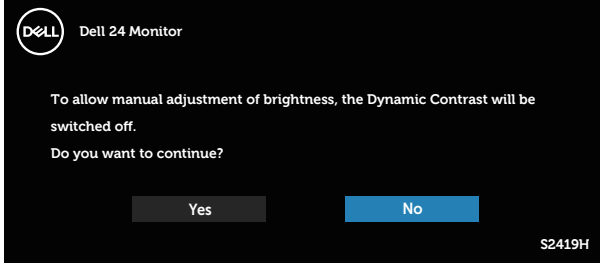 DELL
Dell 24 Monitor
To allow manual adjustment of brightness, the Dynamic Contrast will be
switched off.
Do you want to continue?
Yes
No
S2419H